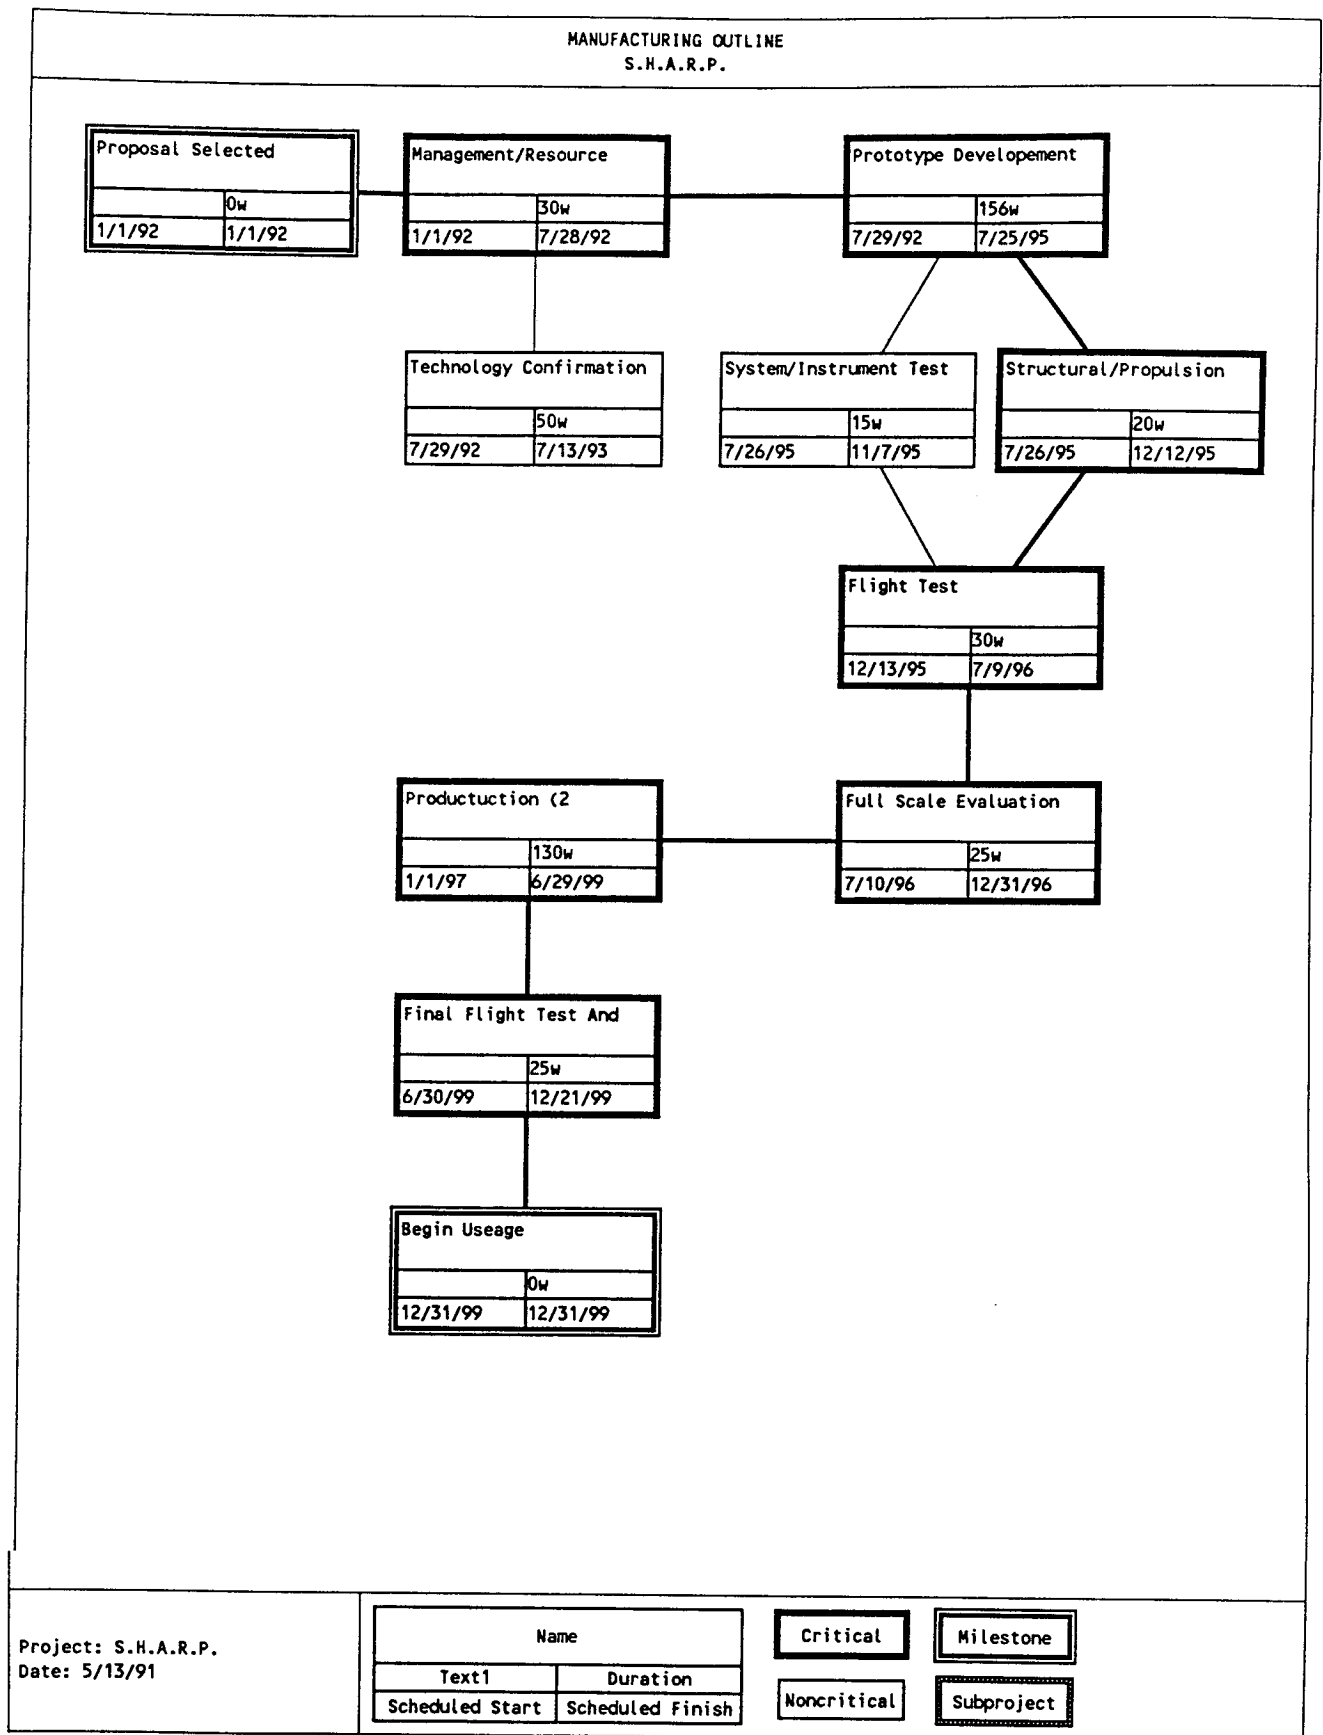 MANUFACTURING OUTLINE
S.H.A.R.P.
Proposal Selected
0w
1/1/92 1/1/92
Management/Resource
30w
1/1/92 7/28/92
Prototype Developement
156w
7/29/92 7/25/95
Technology Confirmation
50w
7/29/92 7/13/93
System/Instrument Test
15w
7/26/95 11/7/95
Structural/Propulsion
20w
7/26/95 12/12/95
Flight Test
30w
12/13/95 7/9/96
Productuction (2
130w
1/1/97 6/29/99
Full Scale Evaluation
25w
7/10/96 12/31/96
Final Flight Test And
25w
6/30/99 12/21/99
Begin Useage
0w
12/31/99 12/31/99
Project: S.H.A.R.P.
Date: 5/13/91
Name
Text1 Duration
Scheduled Start Scheduled Finish
Critical
Milestone
Noncritical
Subproject